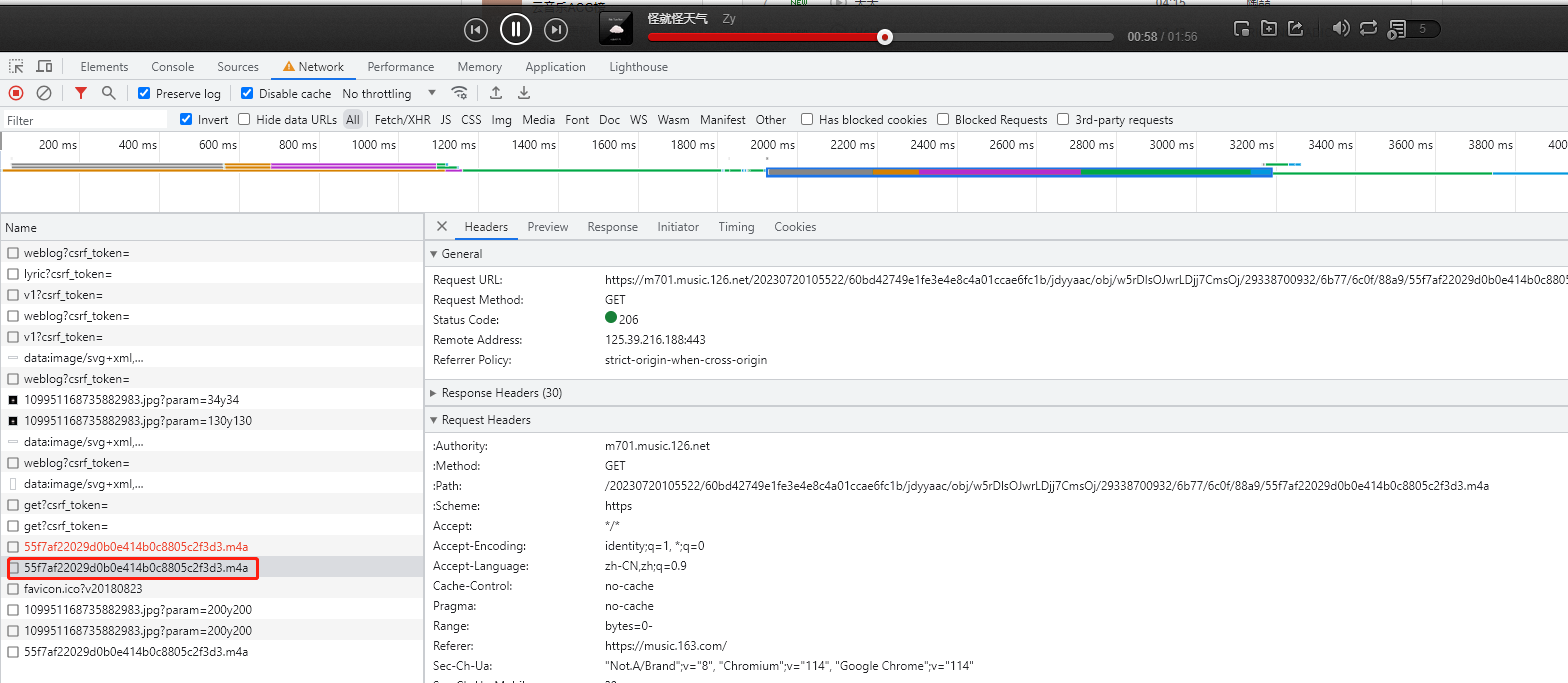 云音乐ACG榜
NEW
04:15
怪就怪天气 Zy
00:58 / 01:56
5
Elements Console Sources Network Performance Memory Application Lighthouse
Preserve log Disable cache No throttling
Filter Invert Hide data URLs All Fetch/XHR JS CSS Img Media Font Doc WS Wasm Manifest Other Has blocked cookies Blocked Requests 3rd-party requests
200 ms 400 ms 600 ms 800 ms 1000 ms 1200 ms 1400 ms 1600 ms 1800 ms 2000 ms 2200 ms 2400 ms 2600 ms 2800 ms 3000 ms 3200 ms 3400 ms 3600 ms 3800 ms 400
Name
weblog?csrf_token=
lyric?csrf_token=
v1?csrf_token=
weblog?csrf_token=
v1?csrf_token=
data:image/svg+xml,...
weblog?csrf_token=
109951168735882983.jpg?param=34y34
109951168735882983.jpg?param=130y130
data:image/svg+xml,...
weblog?csrf_token=
data:image/svg+xml,...
get?csrf_token=
get?csrf_token=
55f7af22029d0b0e414b0c8805c2f3d3.m4a
55f7af22029d0b0e414b0c8805c2f3d3.m4a
favicon.ico?v20180823
109951168735882983.jpg?param=200y200
109951168735882983.jpg?param=200y200
55f7af22029d0b0e414b0c8805c2f3d3.m4a
Headers Preview Response Initiator Timing Cookies
General
Request URL: https://m701.music.126.net/20230720105522/60bd42749e1fe3e4e8c4a01ccae6fc1b/jdyyaac/obj/w5rDlsOJwrLDjj7CmsOj/29338700932/6b77/6c0f/88a9/55f7af22029d0b0e414b0c8805
Request Method: GET
Status Code: 206
Remote Address: 125.39.216.188:443
Referrer Policy: strict-origin-when-cross-origin
Response Headers (30)
Request Headers
:Authority: m701.music.126.net
:Method: GET
:Path: /20230720105522/60bd42749e1fe3e4e8c4a01ccae6fc1b/jdyyaac/obj/w5rDlsOJwrLDjj7CmsOj/29338700932/6b77/6c0f/88a9/55f7af22029d0b0e414b0c8805c2f3d3.m4a
:Scheme: https
Accept: */*
Accept-Encoding: identity;q=1, *;q=0
Accept-Language: zh-CN,zh;q=0.9
Cache-Control: no-cache
Pragma: no-cache
Range: bytes=0-
Referer: https://music.163.com/
Sec-Ch-Ua: "Not.A/Brand";v="8", "Chromium";v="114", "Google Chrome";v="114"